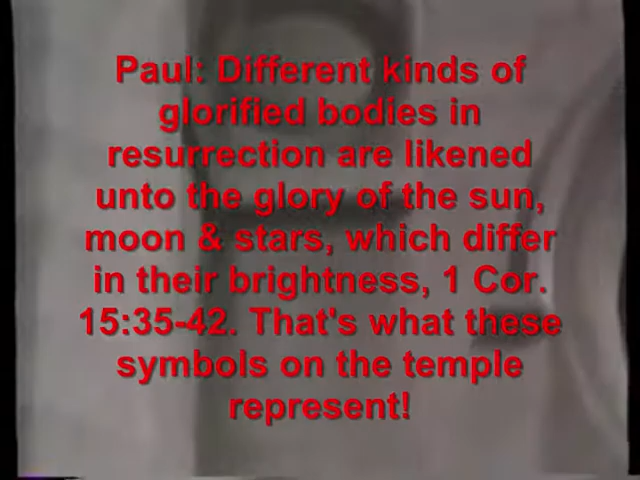 Paul: Different kinds of
glorified bodies in
resurrection are likened
unto the glory of the sun,
moon & stars, which differ
in their brightness, 1 Cor.
15:35-42. That's what these
symbols on the temple
represent!